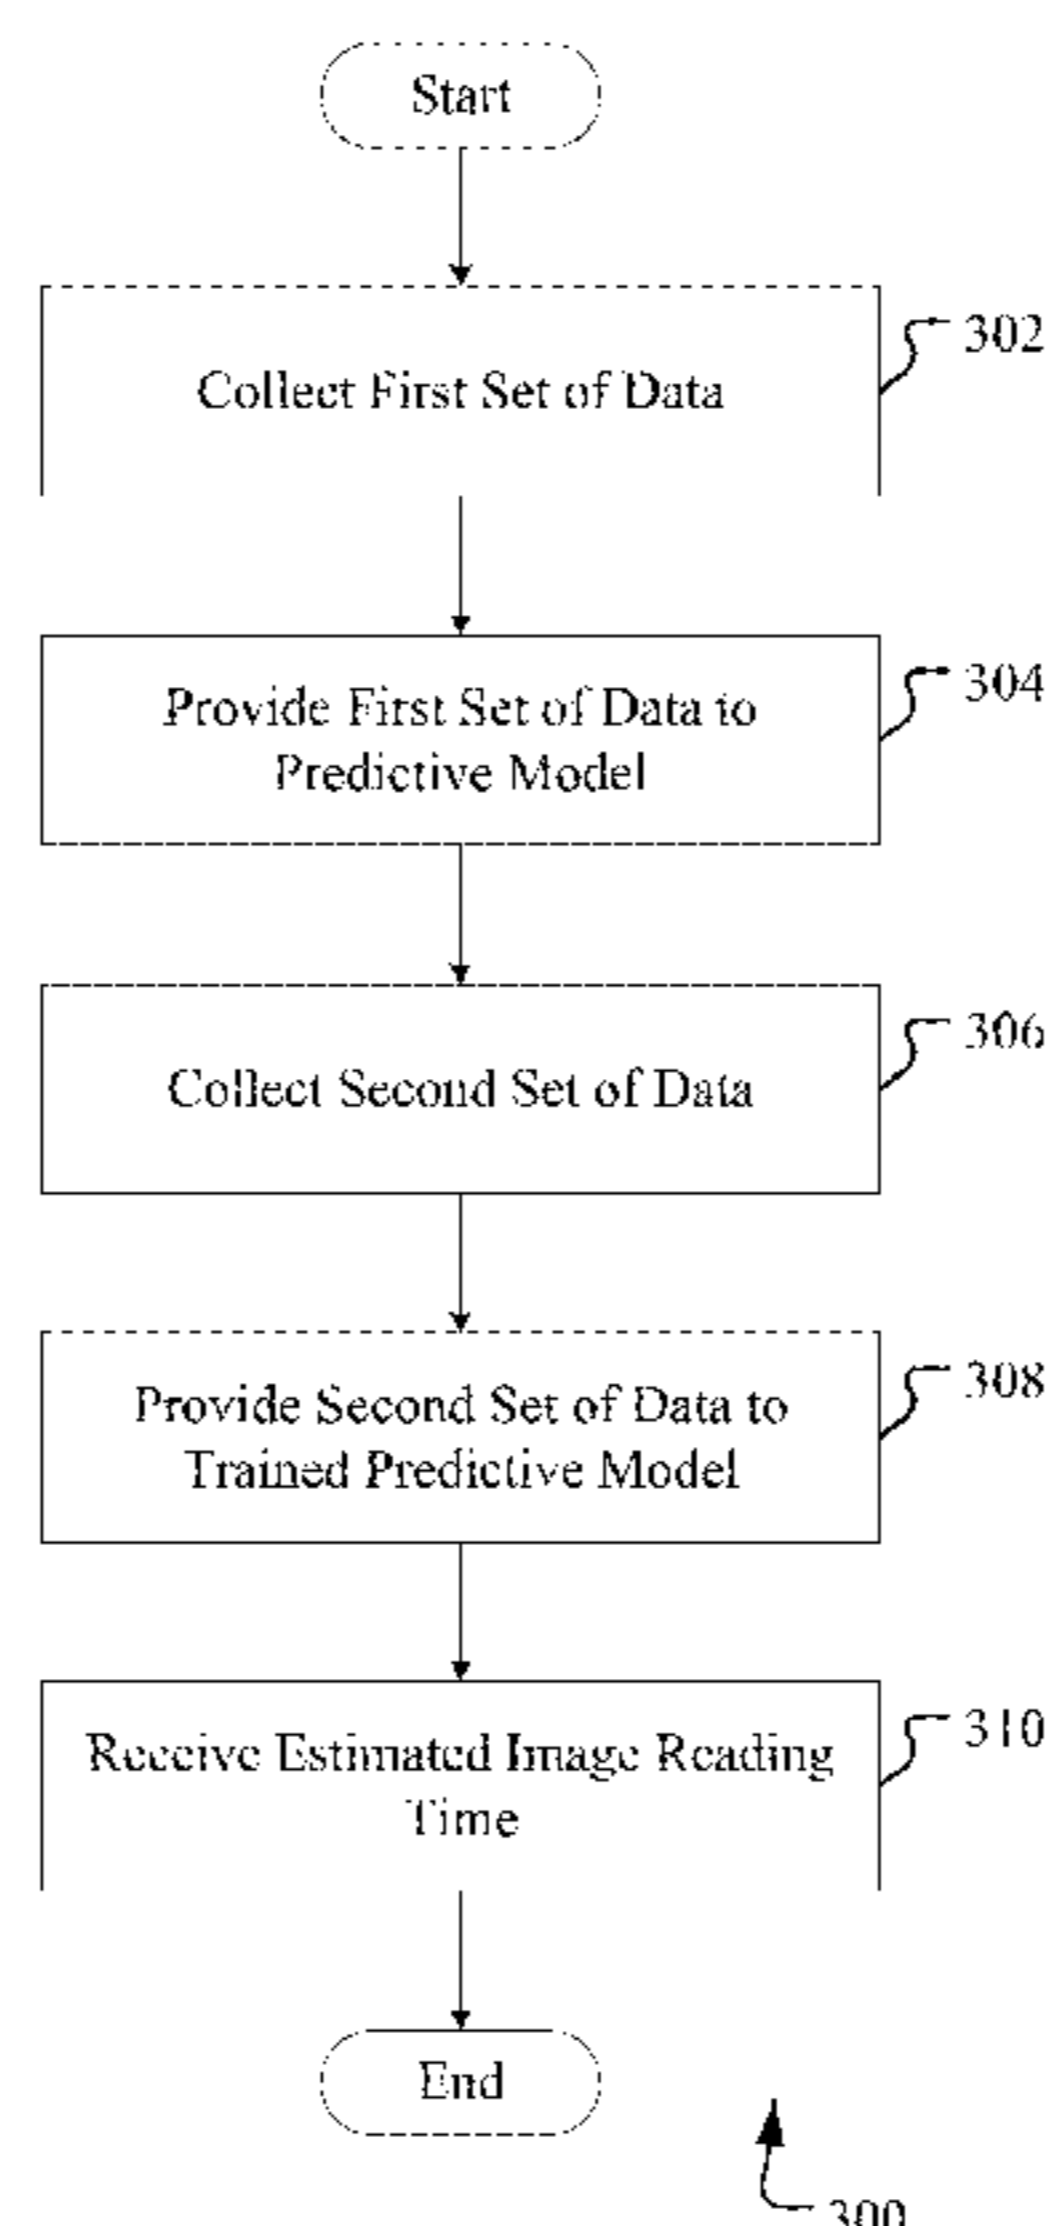 Start
Collect First Set of Data
302
Provide First Set of Data to
Predictive Model
304
Collect Second Set of Data
306
Provide Second Set of Data to
Trained Predictive Model
308
Receive Estimated Image Reading
Time
310
End
300